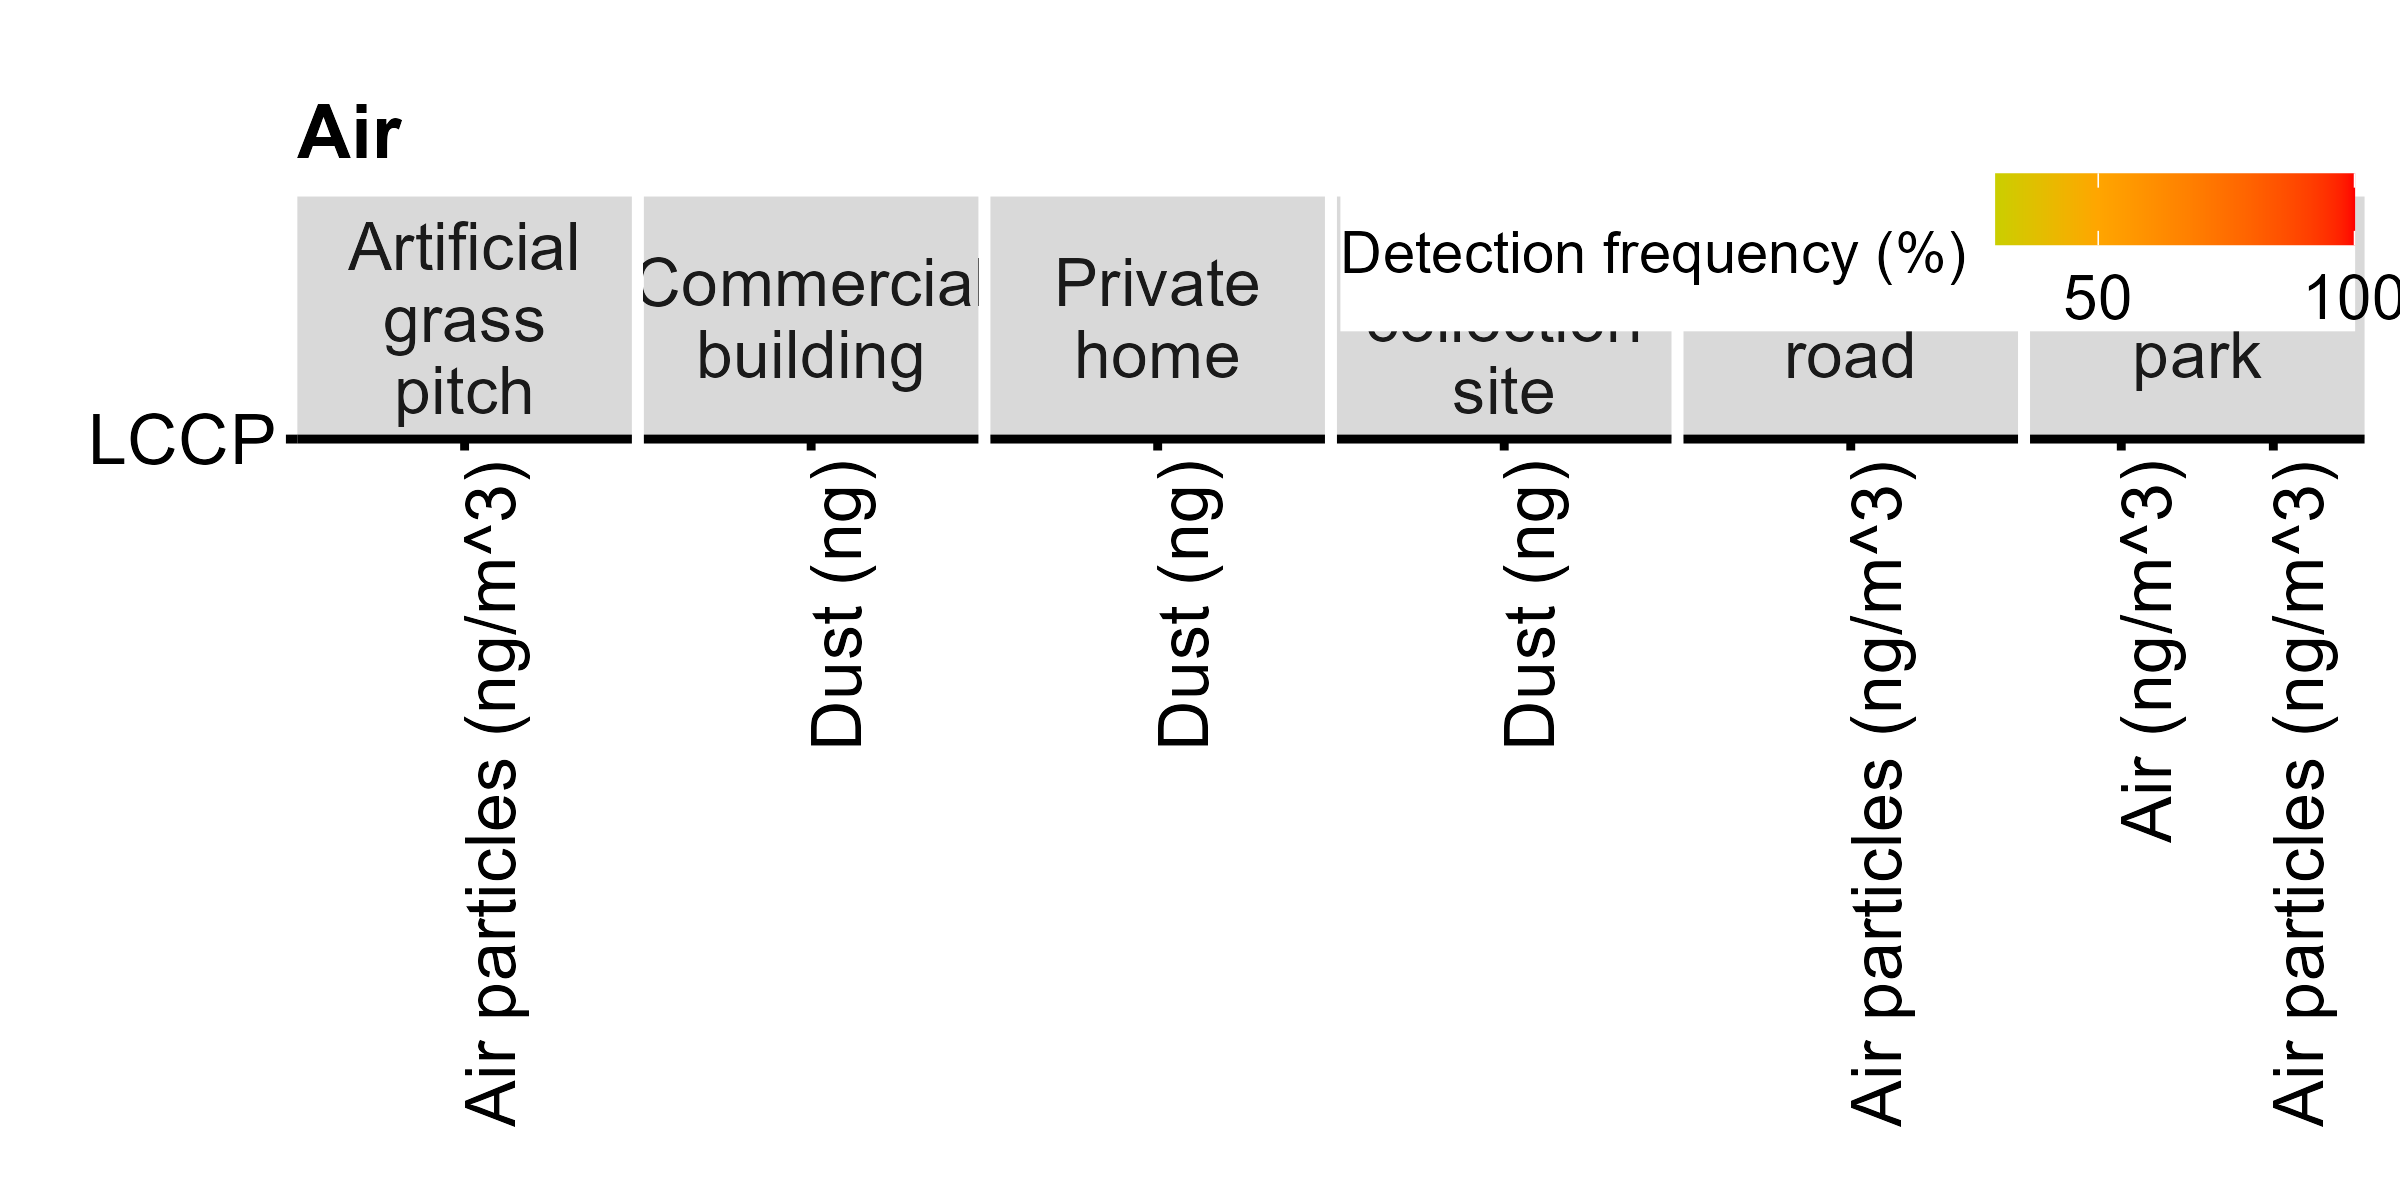 Air
Artificial
grass
pitch
Commercial
building
Private
home
Detection frequency (%)
50
100
collection
site
road
park
LCCP
Air particles (ng/m^3)
Dust (ng)
Dust (ng)
Dust (ng)
Air particles (ng/m^3)
Air (ng/m^3)
Air particles (ng/m^3)